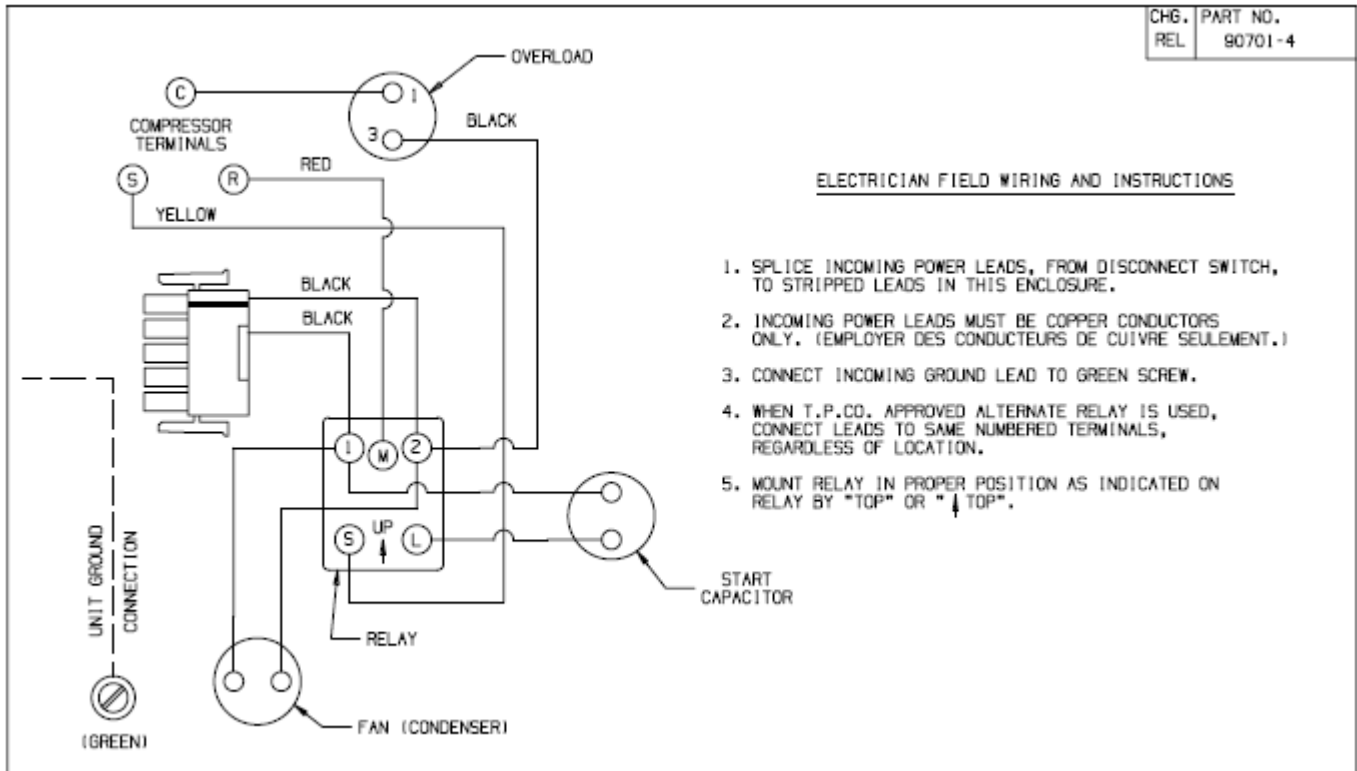 CHG. PART NO.
REL 90701-4
OVERLOAD
C
1
COMPRESSOR
TERMINALS
3
BLACK
S
R
RED
YELLOW
ELECTRICIAN FIELD WIRING AND INSTRUCTIONS
1. SPLICE INCOMING POWER LEADS, FROM DISCONNECT SWITCH,
TO STRIPPED LEADS IN THIS ENCLOSURE.
2. INCOMING POWER LEADS MUST BE COPPER CONDUCTORS
ONLY. (EMPLOYER DES CONDUCTEURS DE CUIVRE SEULEMENT.)
3. CONNECT INCOMING GROUND LEAD TO GREEN SCREW.
4. WHEN T.P.CO. APPROVED ALTERNATE RELAY IS USED,
CONNECT LEADS TO SAME NUMBERED TERMINALS,
REGARDLESS OF LOCATION.
5. MOUNT RELAY IN PROPER POSITION AS INDICATED ON
RELAY BY "TOP" OR "↑ TOP".
BLACK
BLACK
1
M
2
S
UP
L
START
CAPACITOR
RELAY
UNIT GROUND
CONNECTION
(GREEN)
FAN (CONDENSER)